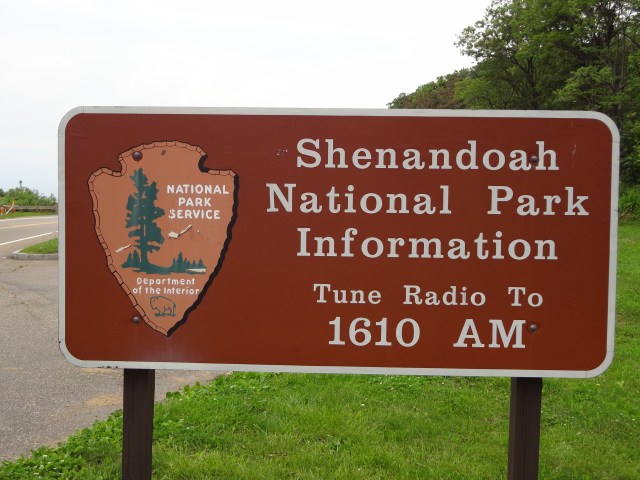 NATIONAL
PARK
SERVICE
Department
of the Interior
Shenandoah
National Park
Information
Tune Radio To
1610 AM